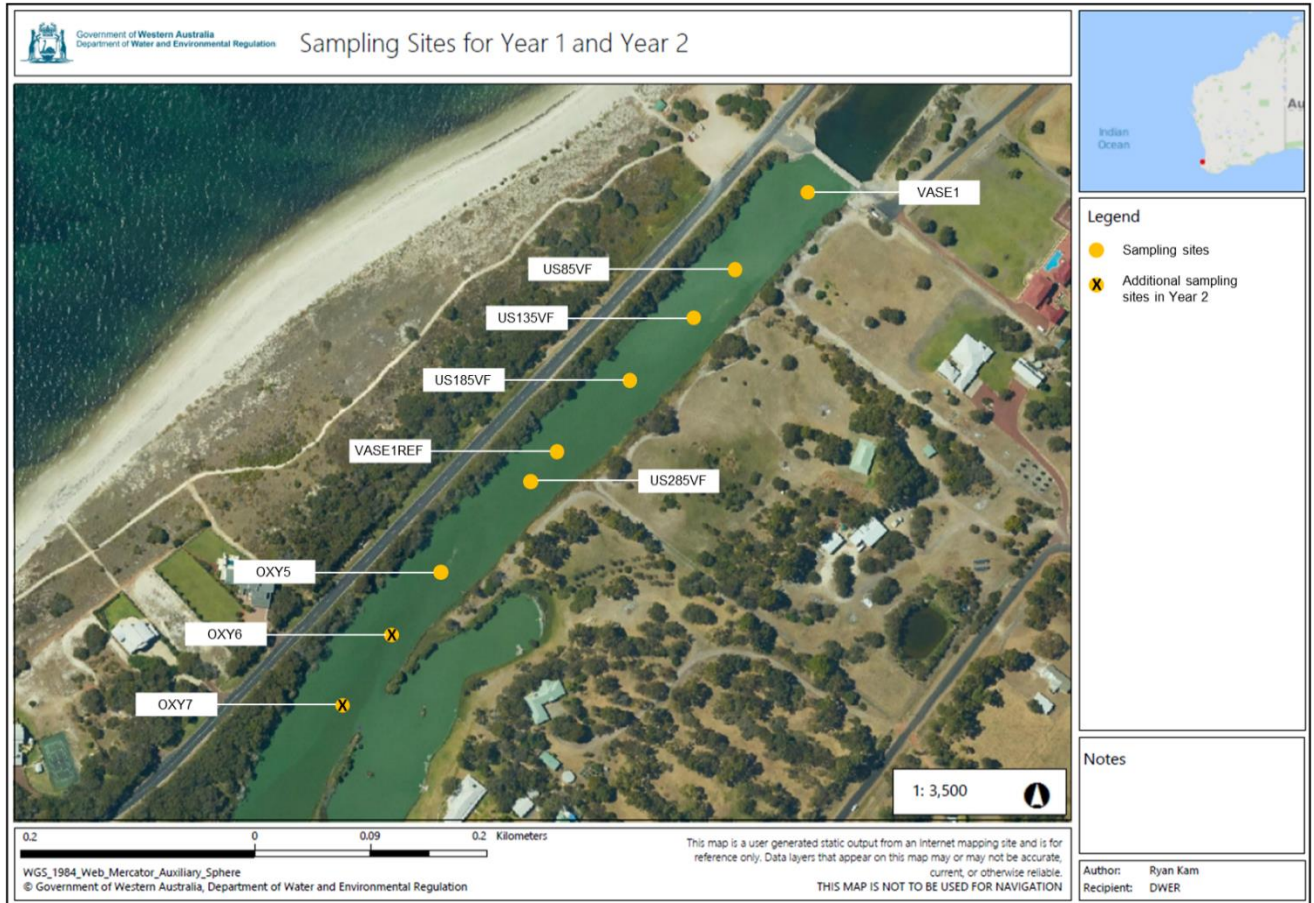 Government of Western Australia
Department of Water and Environmental Regulation
Sampling Sites for Year 1 and Year 2
VASE1
US85VF
US135VF
US185VF
VASE1REF
US285VF
OXY5
OXY6
X
OXY7
X
1: 3,500
0.2
0
0.09
0.2 Kilometers
WGS_1984_Web_Mercator_Auxiliary_Sphere
© Government of Western Australia, Department of Water and Environmental Regulation
This map is a user generated static output from an Internet mapping site and is for
reference only. Data layers that appear on this map may or may not be accurate,
current, or otherwise reliable.
THIS MAP IS NOT TO BE USED FOR NAVIGATION
Au
Indian
Ocean
Legend
Sampling sites
X
Additional sampling
sites in Year 2
Notes
Author: Ryan Kam
Recipient: DWER